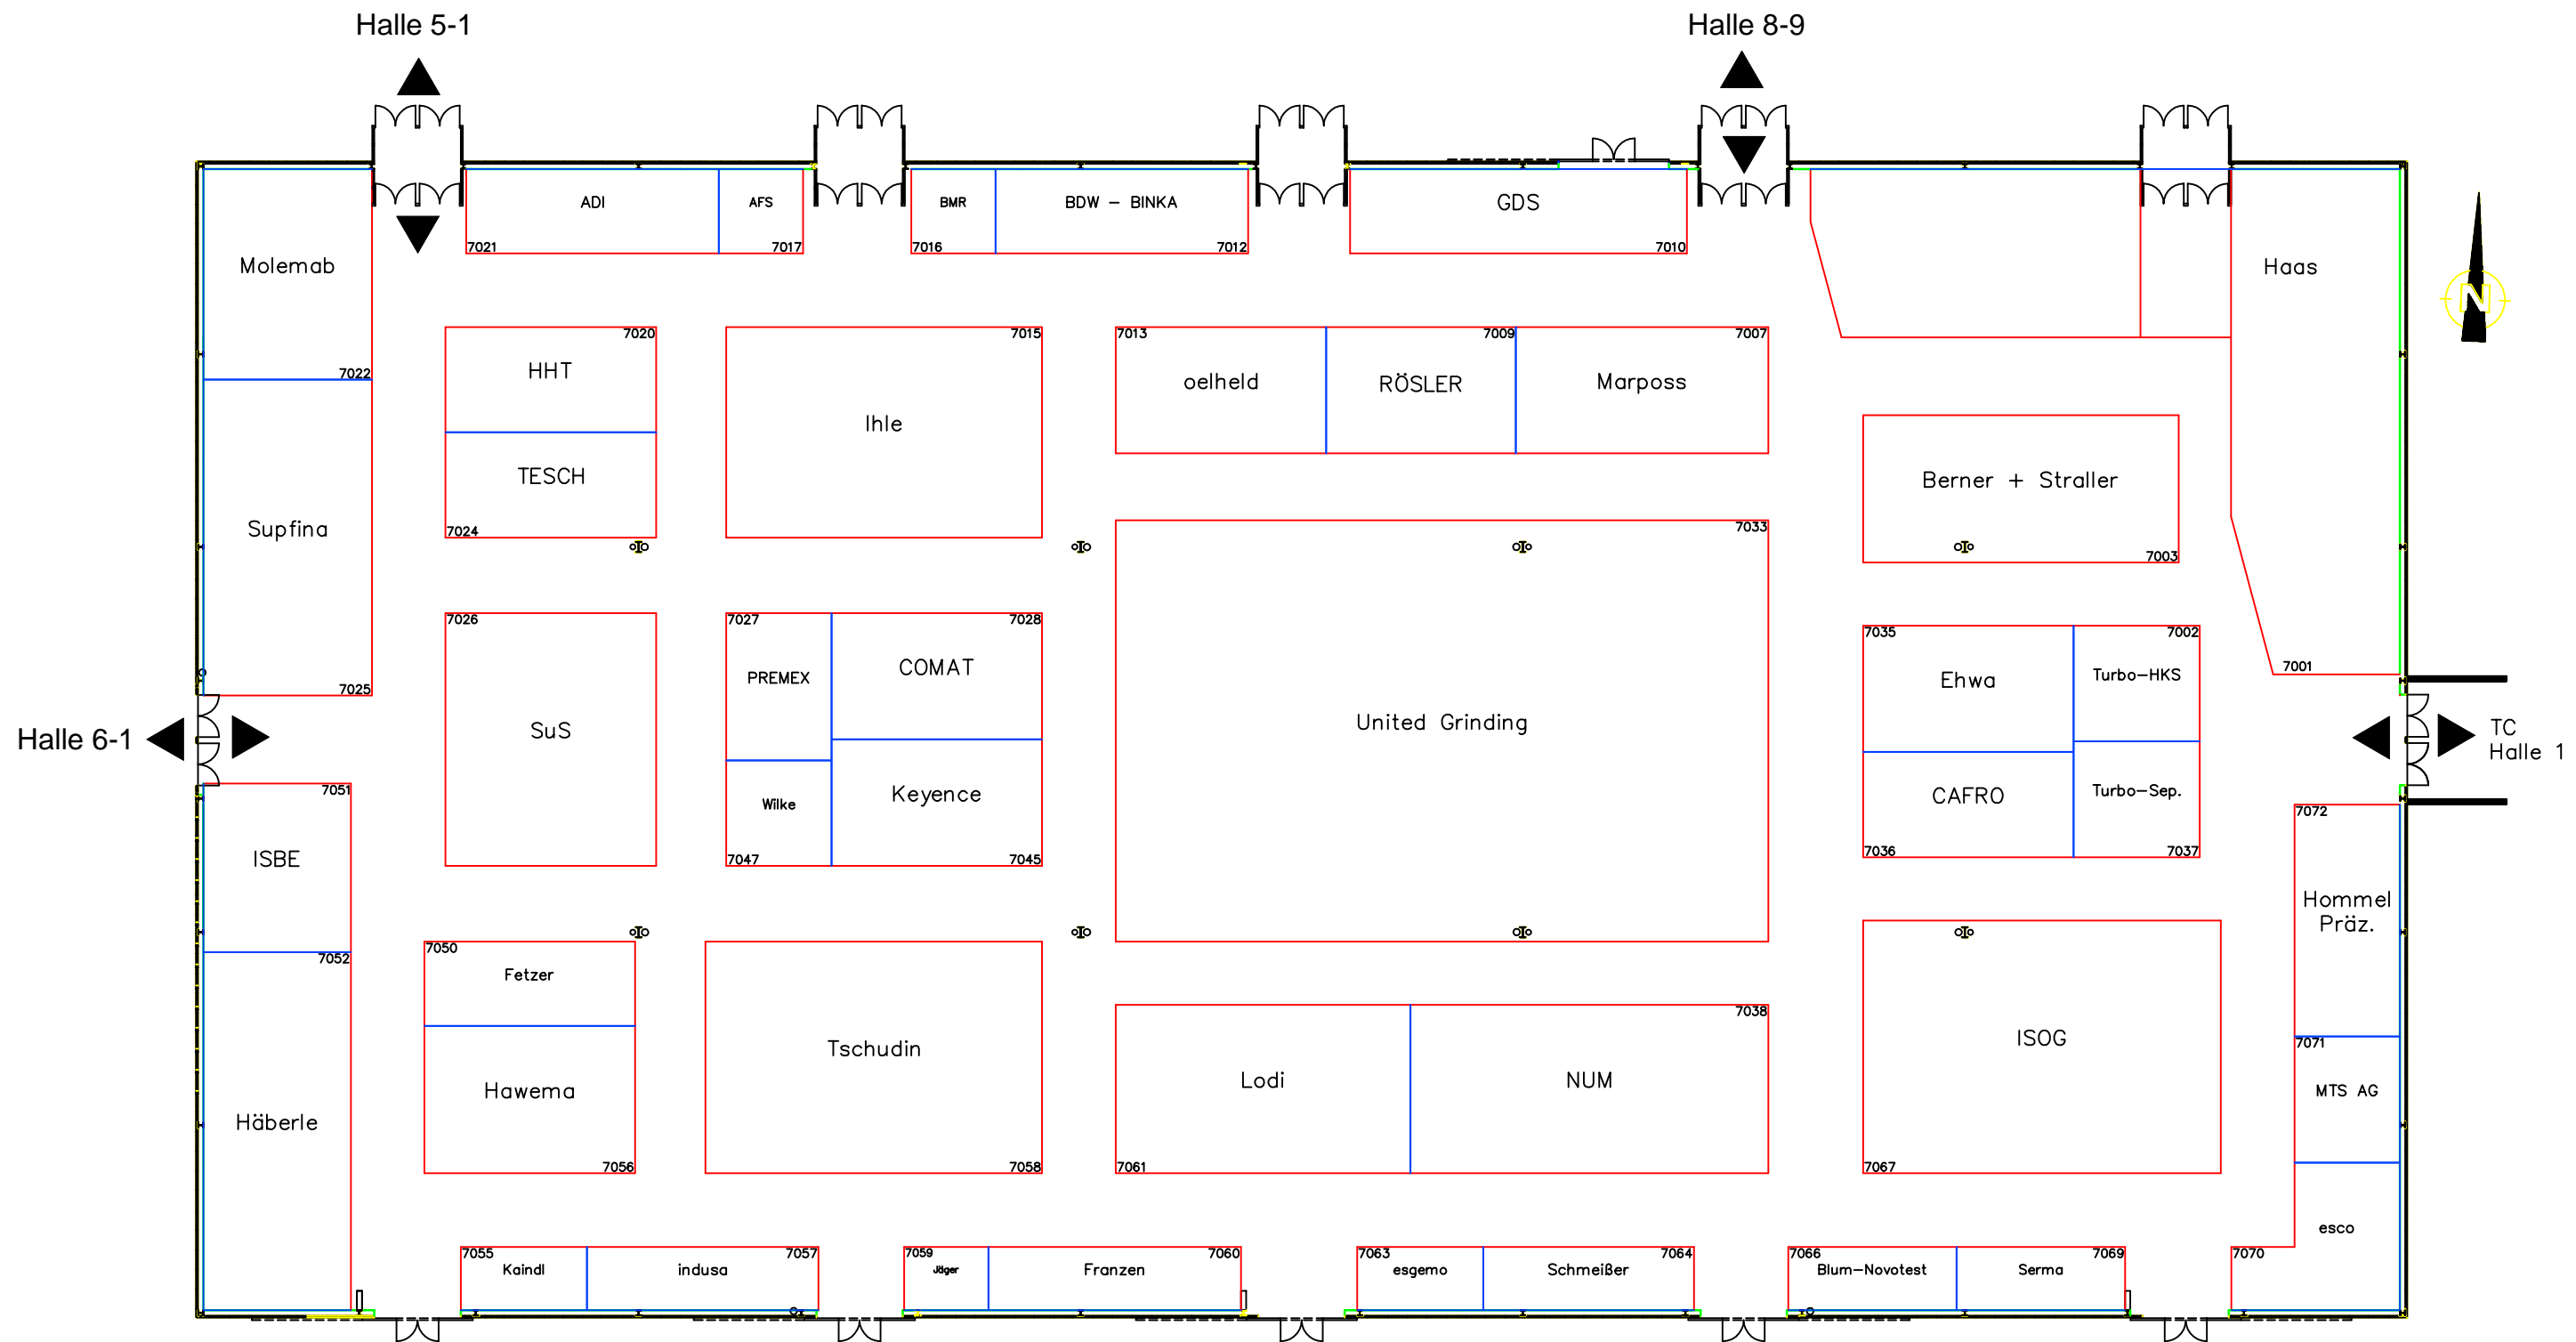 Halle 5-1
Halle 8-9
ADI
AFS
7021
7017
BMR
BDW - BINKA
7016
7012
GDS
7010
Molemab
7022
Haas
7001
N
7020
HHT
TESCH
7024
7015
Ihle
7013
oelheld
7009
RÖSLER
7007
Marposs
Supfina
7025
Berner + Straller
7003
7033
United Grinding
7026
SuS
7027
PREMEX
7028
COMAT
Wilke
7047
Keyence
7045
7035
Ehwa
7002
Turbo-HKS
CAFRO
7036
Turbo-Sep.
7037
Halle 6-1
TC
Halle 1
7051
ISBE
7052
Häberle
7072
Hommel
Präz.
7071
MTS AG
esco
7070
7050
Fetzer
Hawema
7056
Tschudin
7058
Lodi
7061
7038
NUM
ISOG
7067
7055
Kaindl
7057
indusa
7059
Jäger
7060
Franzen
7063
esgemo
7064
Schmeißer
7066
Blum-Novotest
7069
Serma